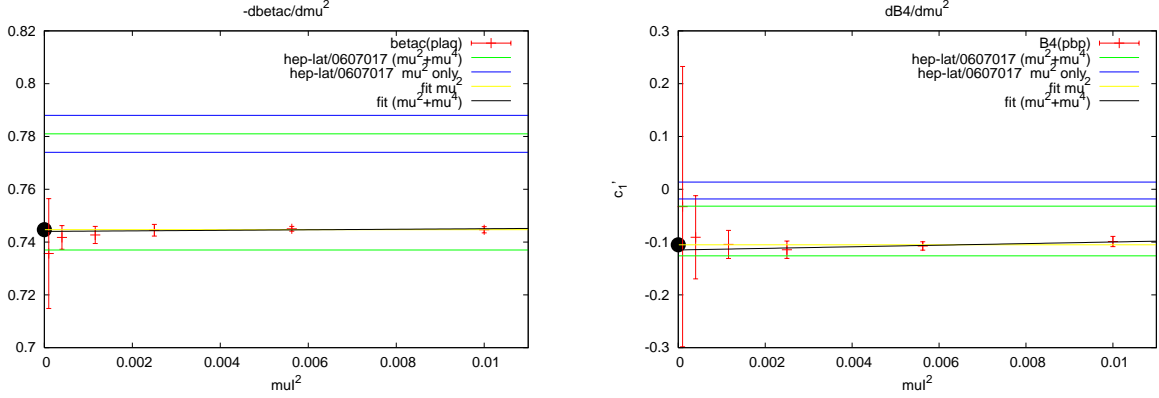 -dbetac/dmu²
0.82
0.8
0.78
0.76
0.74
0.72
0.7
0
0.002
0.004
0.006
0.008
0.01
muI²
betac(plaq)
hep-lat/0607017 (mu²+mu⁴)
hep-lat/0607017 mu² only
fit mu²
fit (mu²+mu⁴)
dB4/dmu²
c₁'
0.3
0.2
0.1
0
-0.1
-0.2
-0.3
0
0.002
0.004
0.006
0.008
0.01
muI²
B4(pbp)
hep-lat/0607017 (mu²+mu⁴)
hep-lat/0607017 mu² only
fit mu²
fit (mu²+mu⁴)